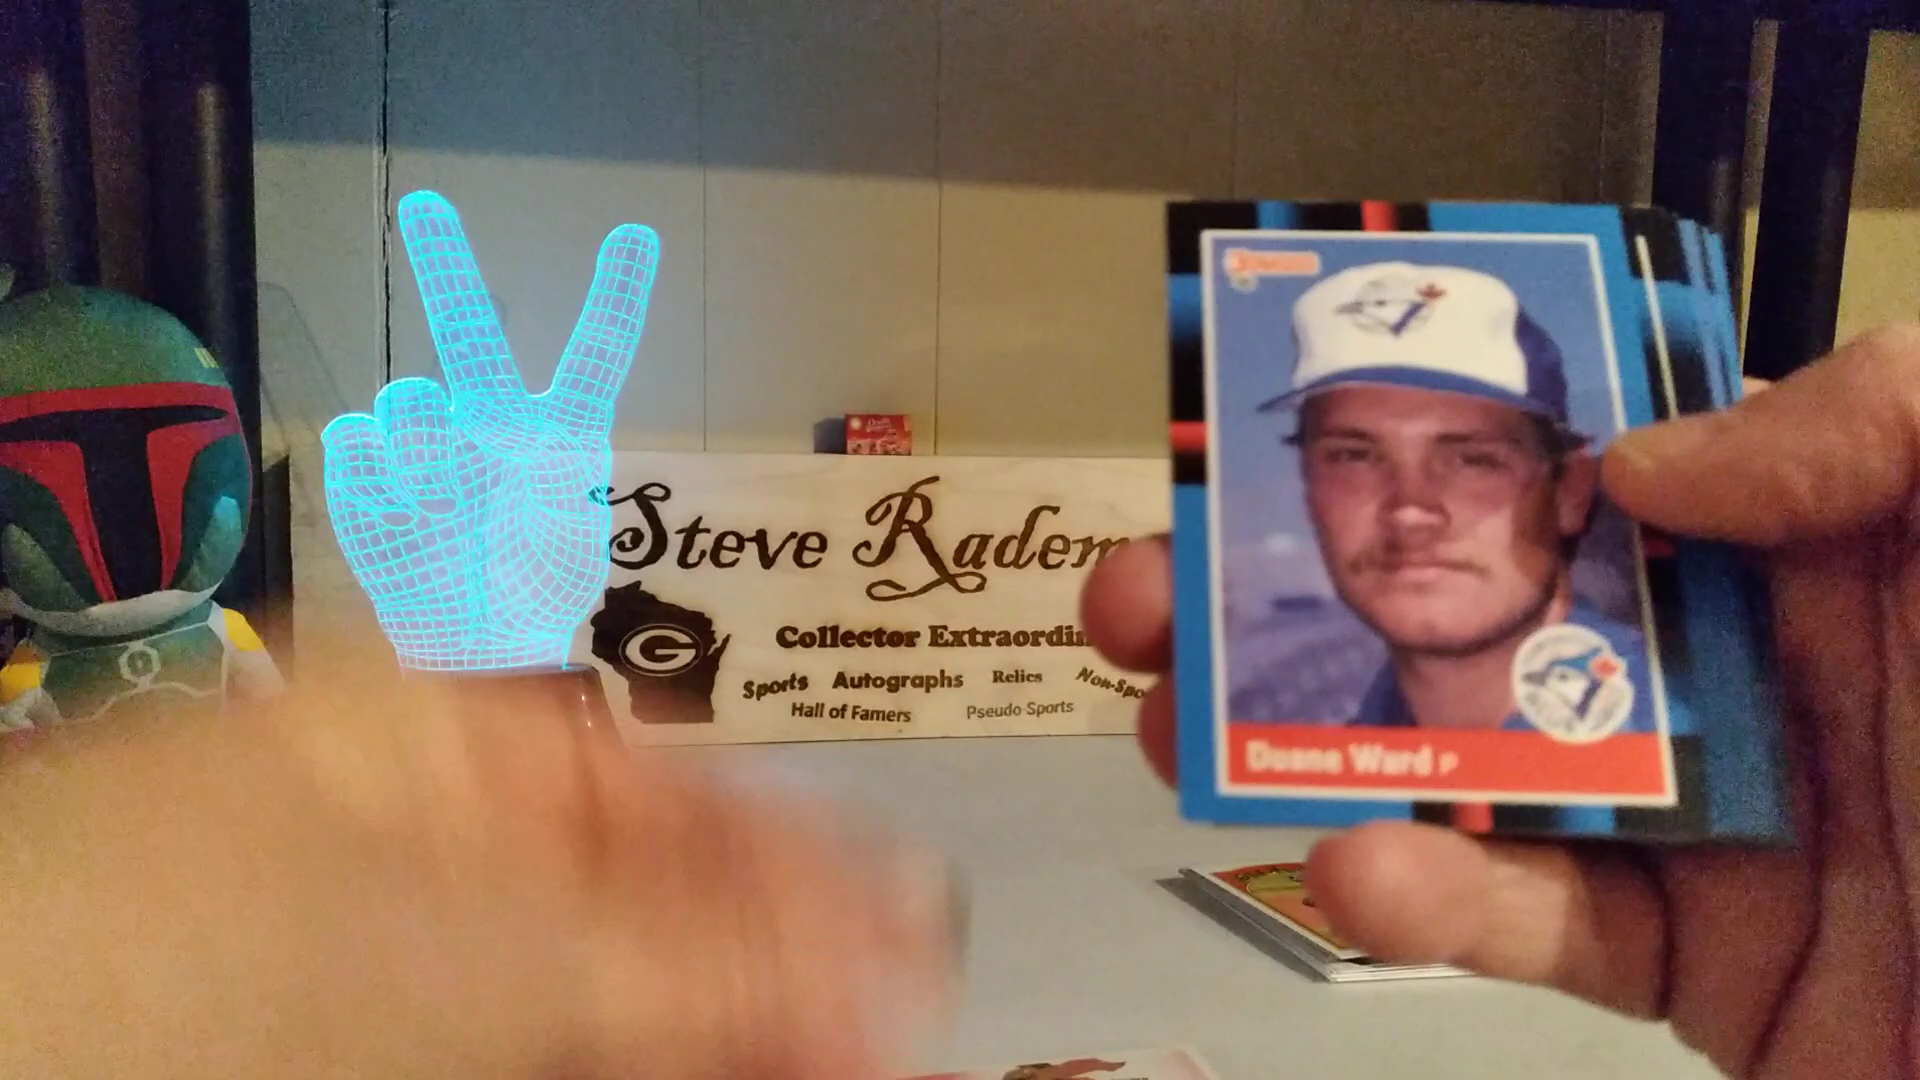 Steve Radem
Collector Extraordin
Sports Autographs Relics Non-Spo
Hall of Famers Pseudo-Sports
G
Donruss
Duane Ward P